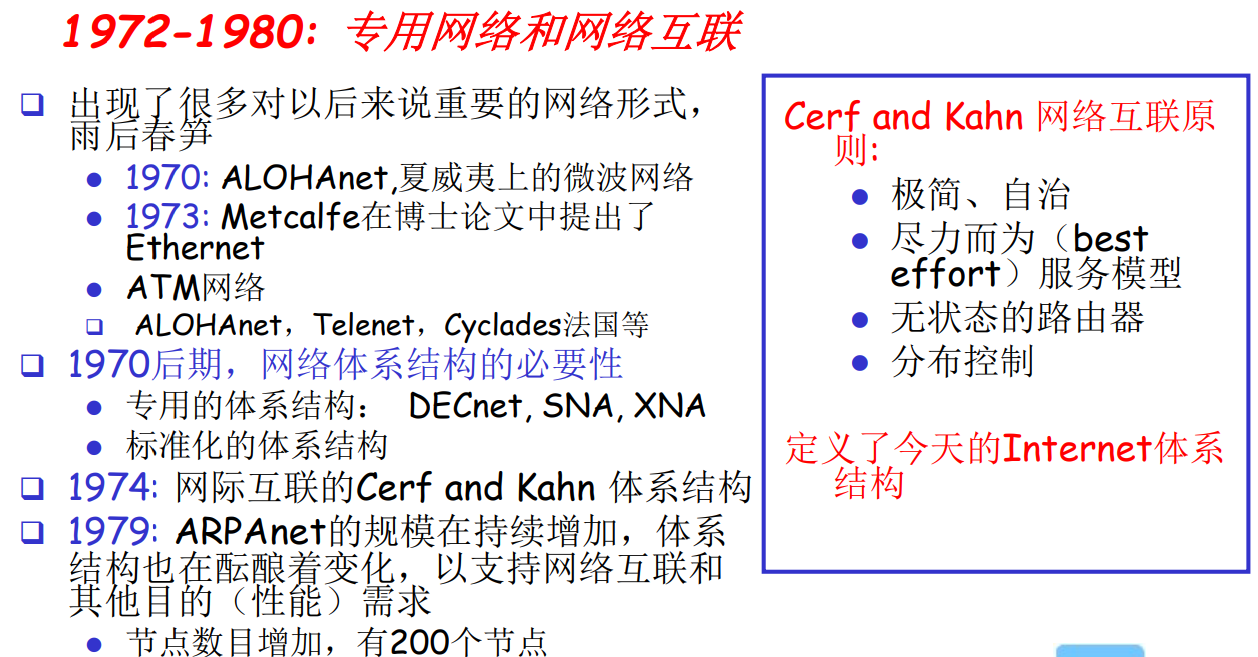 1972-1980: 专用网络和网络互联
出现了很多对以后来说重要的网络形式，
雨后春笋
1970: ALOHAnet,夏威夷上的微波网络
1973: Metcalfe在博士论文中提出了
Ethernet
ATM网络
ALOHAnet，Telenet，Cyclades法国等
1970后期，网络体系结构的必要性
专用的体系结构： DECnet, SNA, XNA
标准化的体系结构
1974: 网际互联的Cerf and Kahn 体系结构
1979: ARPAnet的规模在持续增加，体系
结构也在酝酿着变化，以支持网络互联和
其他目的（性能）需求
节点数目增加，有200个节点
Cerf and Kahn 网络互联原
则:
极简、自治
尽力而为（best
effort）服务模型
无状态的路由器
分布控制
定义了今天的Internet体系
结构